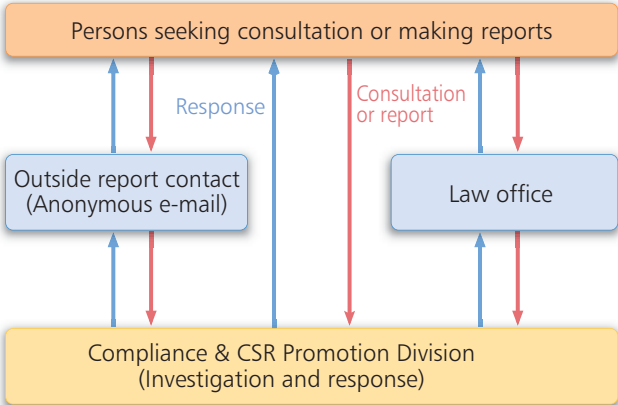 Persons seeking consultation or making reports
Response
Consultation
or report
Outside report contact
(Anonymous e-mail)
Law office
Compliance & CSR Promotion Division
(Investigation and response)